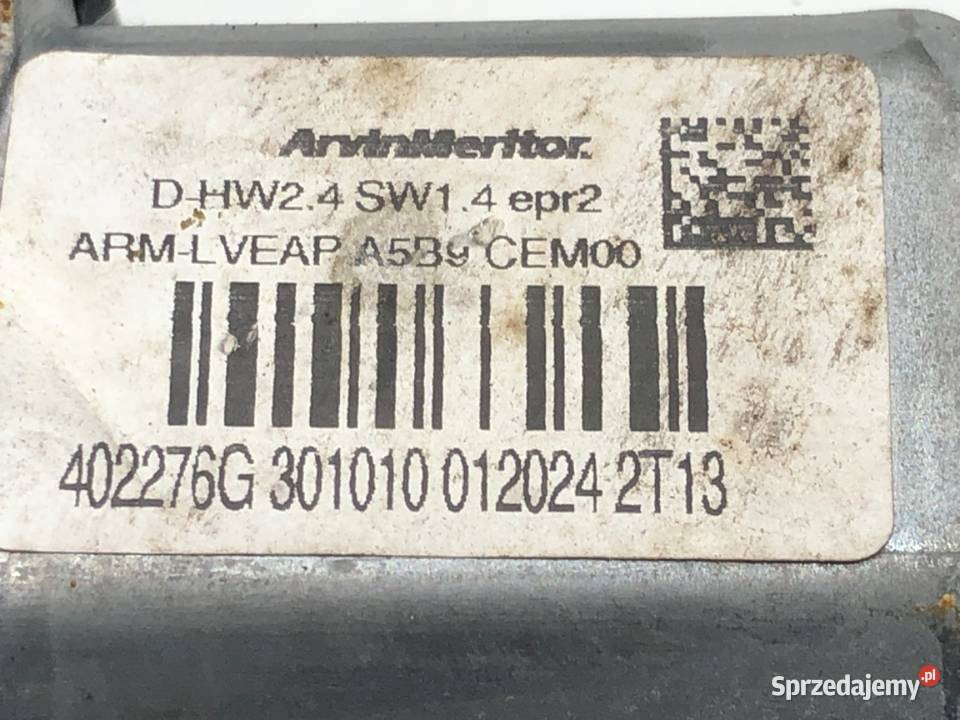 ArvinMeritor.
D-HW2.4 SW1.4 epr2
ARM-LVEAP A5B9 CEM00
402276G 301010 012024 2T13
Sprzedajemy.pl